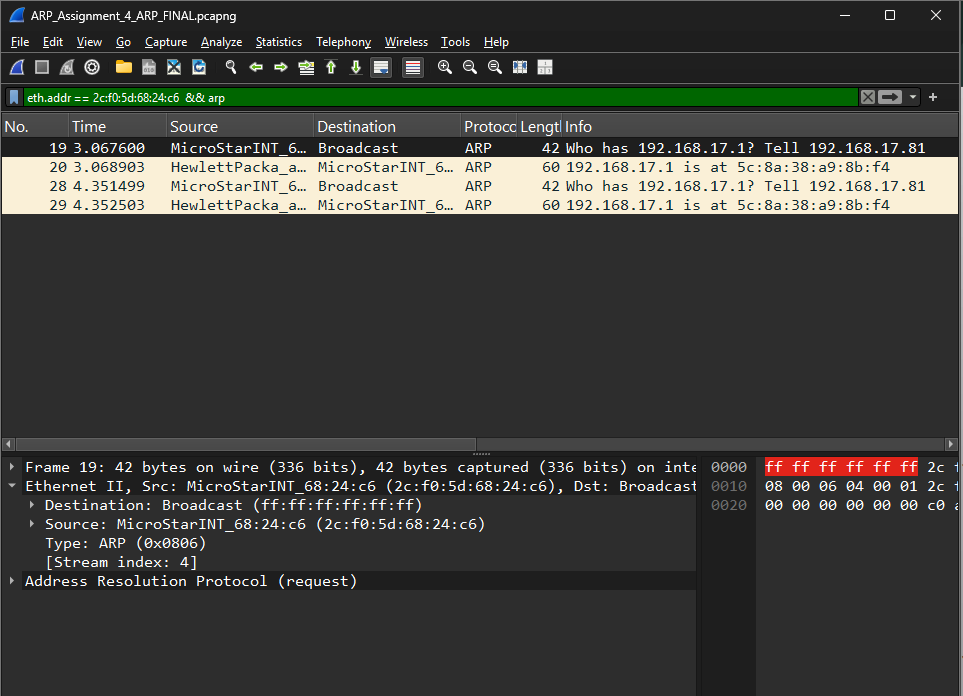 ARP_Assignment_4_ARP_FINAL.pcapng
File Edit View Go Capture Analyze Statistics Telephony Wireless Tools Help
eth.addr == 2c:f0:5d:68:24:c6 && arp
No. Time Source Destination Protoco Lengtl Info
19 3.067600 MicroStarINT_6… Broadcast ARP 42 Who has 192.168.17.1? Tell 192.168.17.81
20 3.068903 HewlettPacka_a… MicroStarINT_6… ARP 60 192.168.17.1 is at 5c:8a:38:a9:8b:f4
28 4.351499 MicroStarINT_6… Broadcast ARP 42 Who has 192.168.17.1? Tell 192.168.17.81
29 4.352503 HewlettPacka_a… MicroStarINT_6… ARP 60 192.168.17.1 is at 5c:8a:38:a9:8b:f4
Frame 19: 42 bytes on wire (336 bits), 42 bytes captured (336 bits) on inte
Ethernet II, Src: MicroStarINT_68:24:c6 (2c:f0:5d:68:24:c6), Dst: Broadcast
Destination: Broadcast (ff:ff:ff:ff:ff:ff)
Source: MicroStarINT_68:24:c6 (2c:f0:5d:68:24:c6)
Type: ARP (0x0806)
[Stream index: 4]
Address Resolution Protocol (request)
0000 ff ff ff ff ff ff 2c f
0010 08 00 06 04 00 01 2c f
0020 00 00 00 00 00 00 c0 a